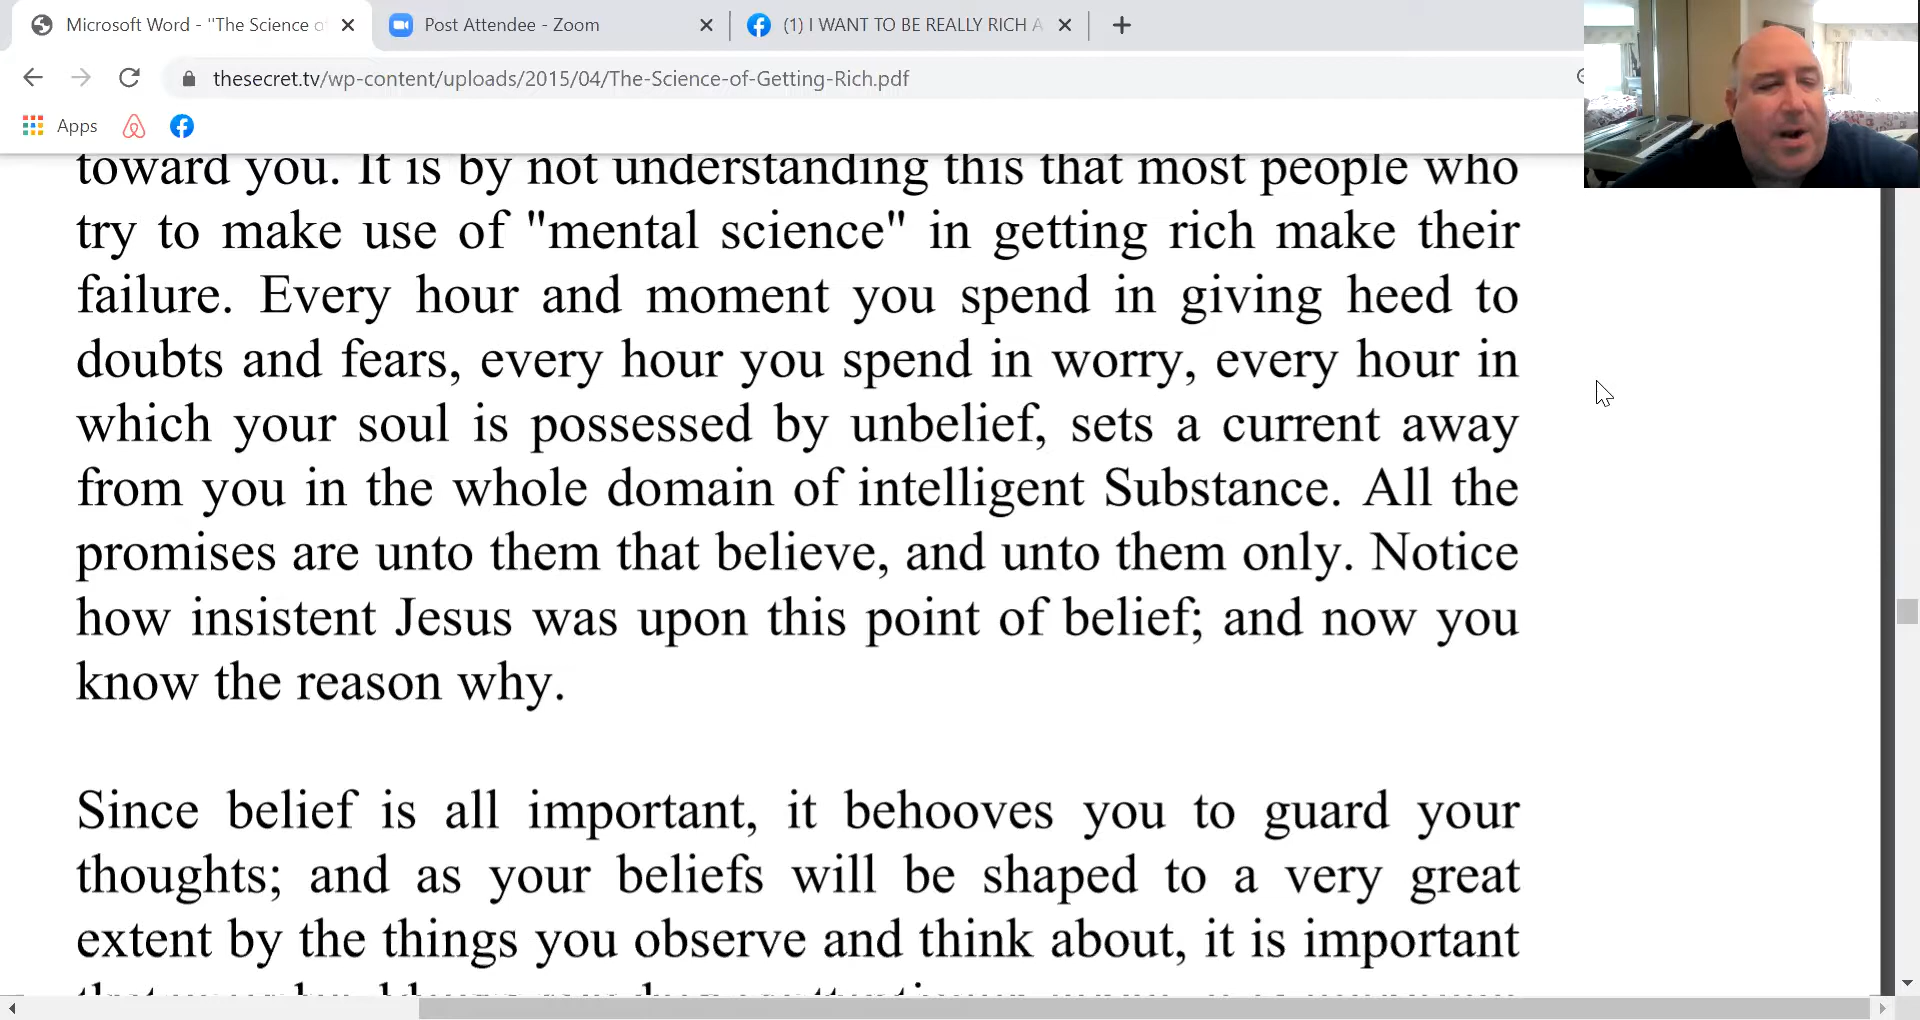 Microsoft Word - "The Science o
Post Attendee - Zoom
(1) I WANT TO BE REALLY RICH A
thesecret.tv/wp-content/uploads/2015/04/The-Science-of-Getting-Rich.pdf
Apps
toward you. It is by not understanding this that most people who
try to make use of "mental science" in getting rich make their
failure. Every hour and moment you spend in giving heed to
doubts and fears, every hour you spend in worry, every hour in
which your soul is possessed by unbelief, sets a current away
from you in the whole domain of intelligent Substance. All the
promises are unto them that believe, and unto them only. Notice
how insistent Jesus was upon this point of belief; and now you
know the reason why.
Since belief is all important, it behooves you to guard your
thoughts; and as your beliefs will be shaped to a very great
extent by the things you observe and think about, it is important